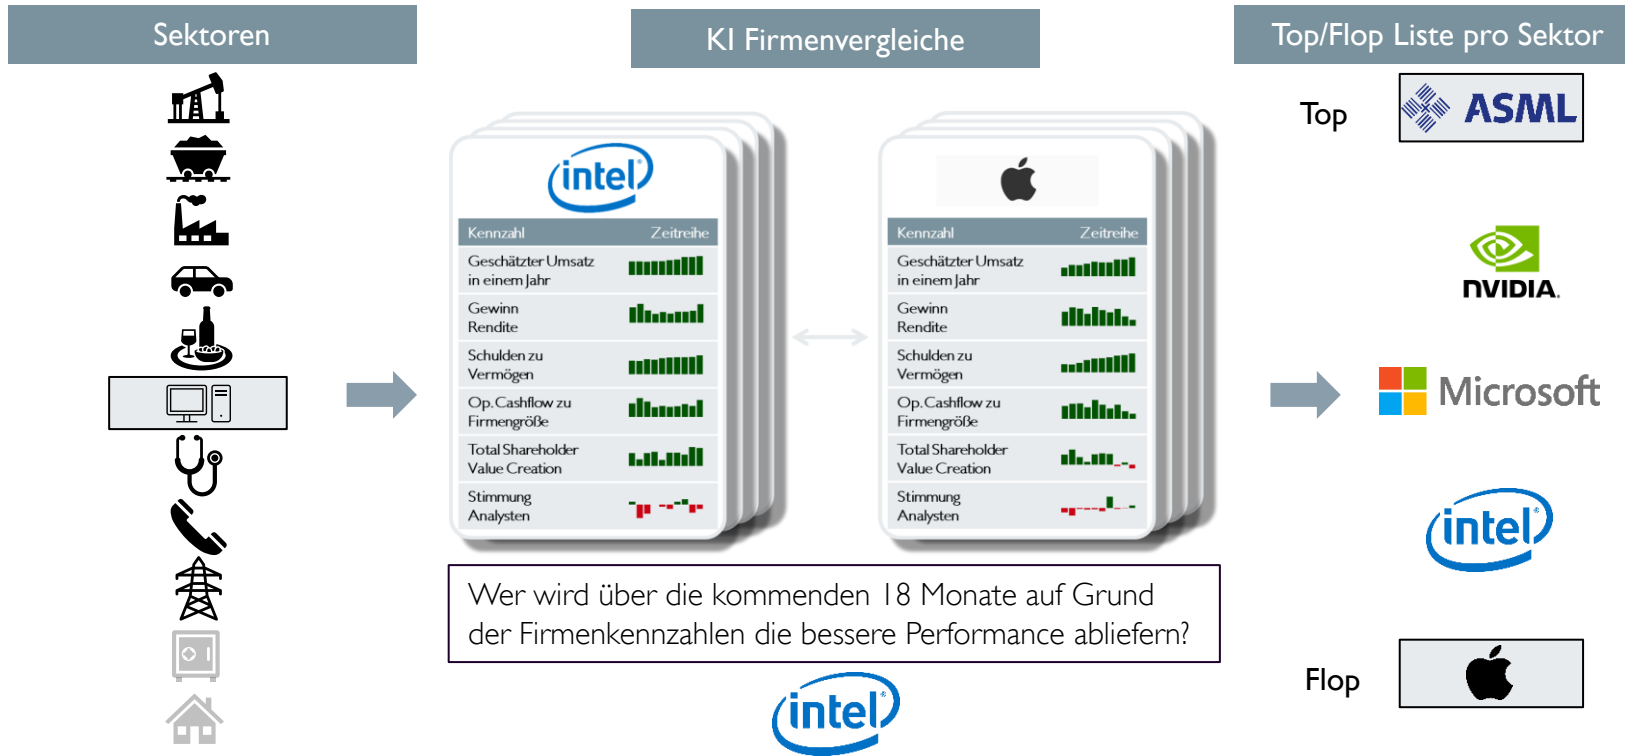 Sektoren
KI Firmenvergleiche
Top/Flop Liste pro Sektor
intel
Kennzahl Zeitreihe
Geschätzter Umsatz
in einem Jahr
Gewinn
Rendite
Schulden zu
Vermögen
Op. Cashflow zu
Firmengröße
Total Shareholder
Value Creation
Stimmung
Analysten
Kennzahl Zeitreihe
Geschätzter Umsatz
in einem Jahr
Gewinn
Rendite
Schulden zu
Vermögen
Op. Cashflow zu
Firmengröße
Total Shareholder
Value Creation
Stimmung
Analysten
Wer wird über die kommenden 18 Monate auf Grund
der Firmenkennzahlen die bessere Performance abliefern?
intel
Top
ASML
NVIDIA.
Microsoft
intel
Flop